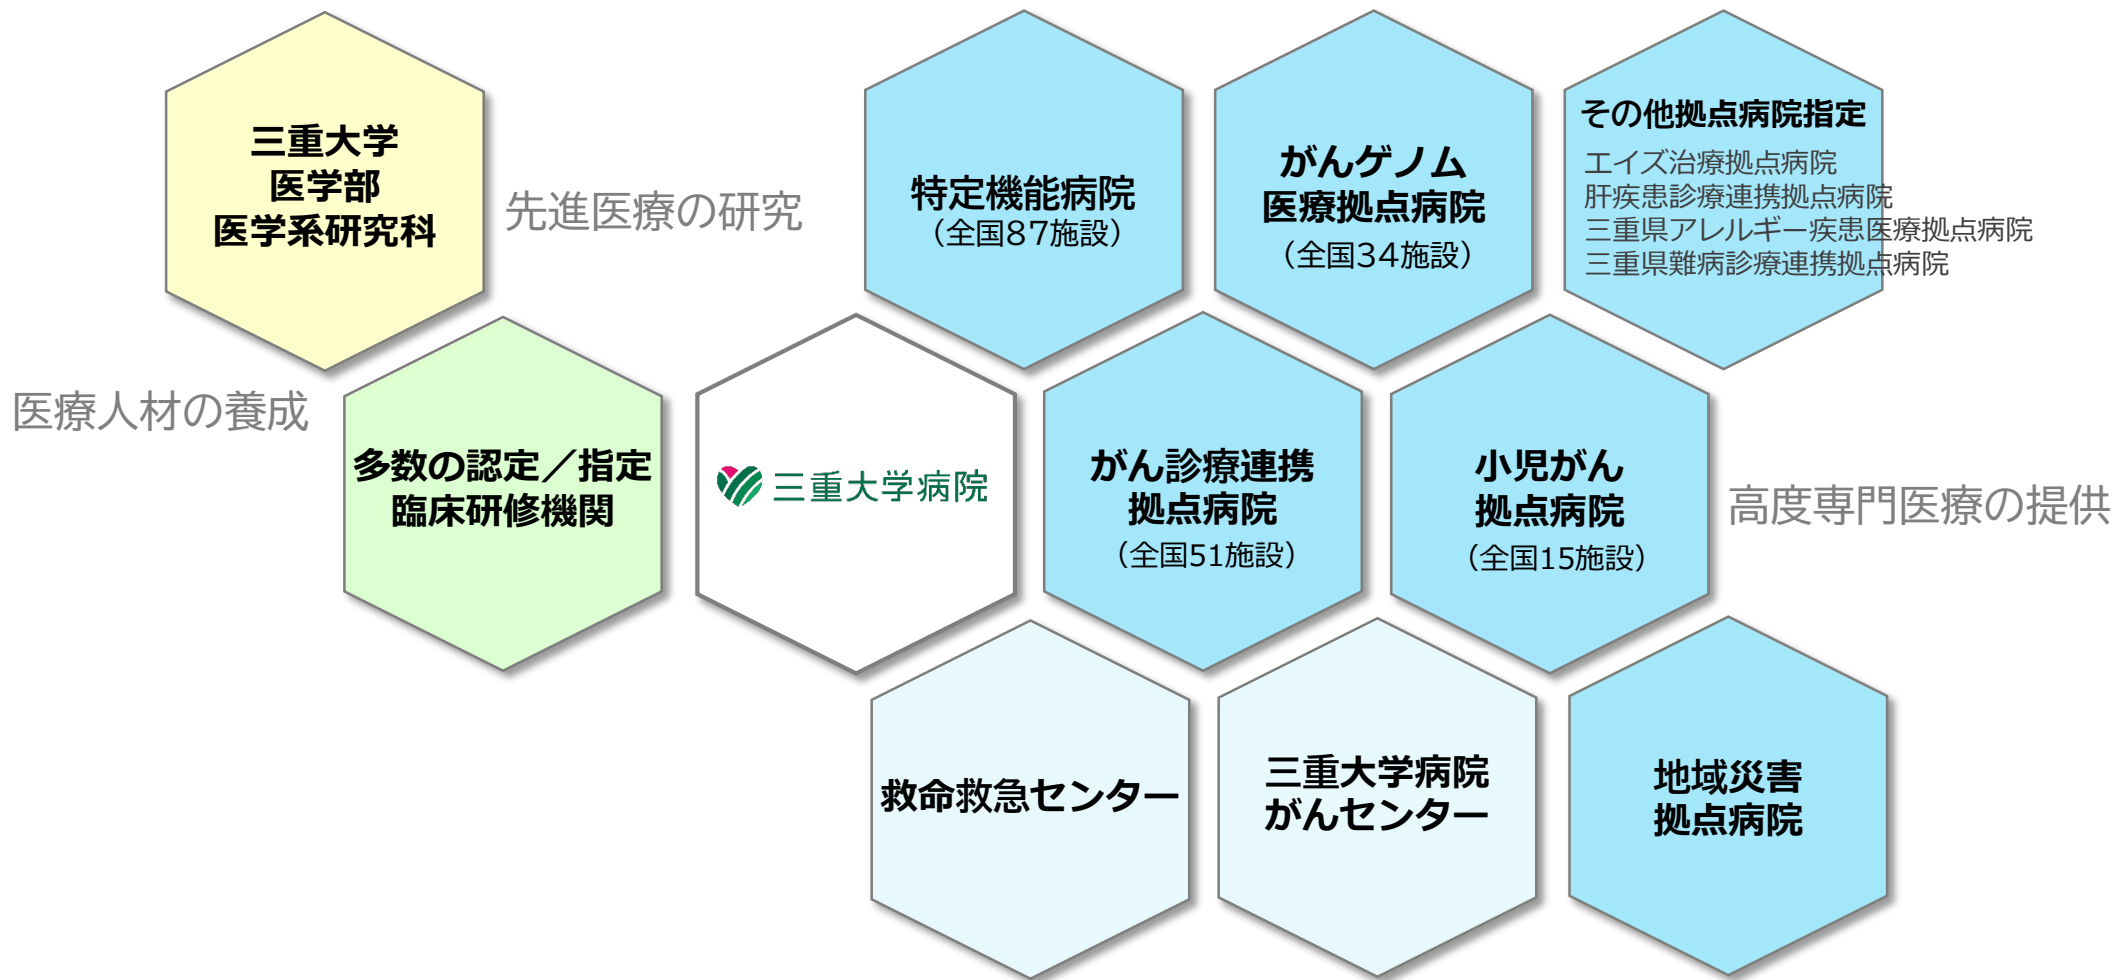 三重大学
医学部
医学系研究科
先進医療の研究
特定機能病院
（全国87施設）
がんゲノム
医療拠点病院
（全国34施設）
その他拠点病院指定
エイズ治療拠点病院
肝疾患診療連携拠点病院
三重県アレルギー疾患医療拠点病院
三重県難病診療連携拠点病院
医療人材の養成
多数の認定／指定
臨床研修機関
三重大学病院
がん診療連携
拠点病院
（全国51施設）
小児がん
拠点病院
（全国15施設）
高度専門医療の提供
救命救急センター
三重大学病院
がんセンター
地域災害
拠点病院